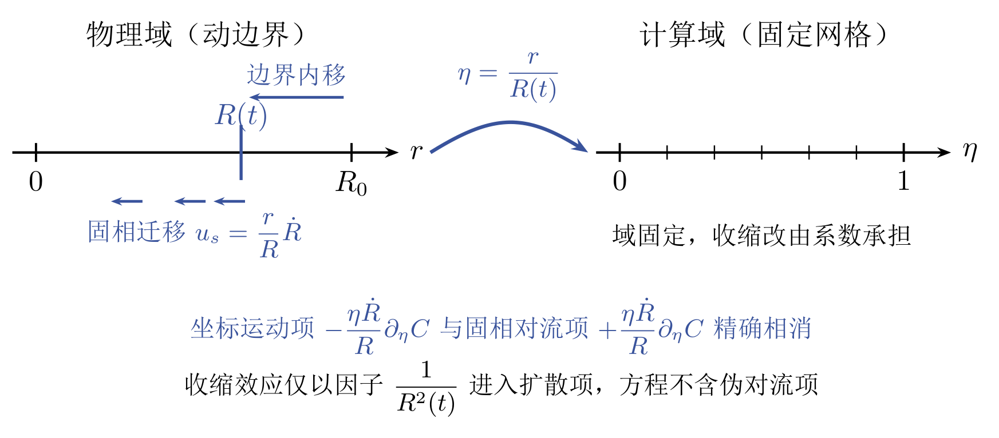 物理域（动边界）
计算域（固定网格）
边界内移
η = r/R(t)
R(t)
r
η
0
R₀
0
1
固相迁移 uₛ = r/R Ṙ
域固定，收缩改由系数承担
坐标运动项 −ηṘ/R ∂ηC 与固相对流项 +ηṘ/R ∂ηC 精确相消
收缩效应仅以因子 1/R²(t) 进入扩散项，方程不含伪对流项